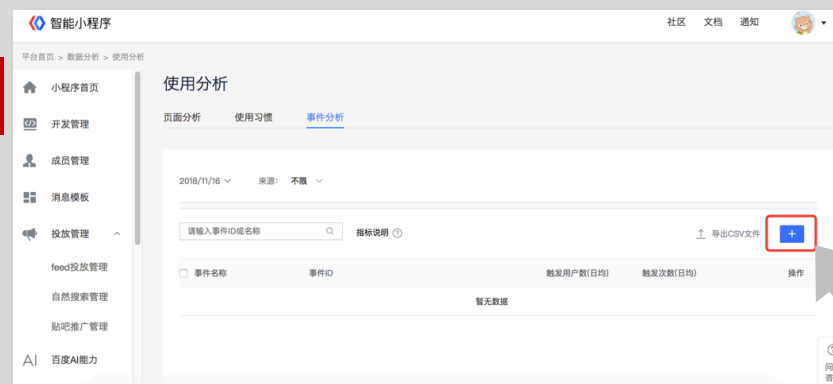 智能小程序
社区 文档 通知
平台首页 > 数据分析 > 使用分析
小程序首页
开发管理
成员管理
消息模板
投放管理
feed投放管理
自然搜索管理
贴吧推广管理
AI 百度AI能力
使用分析
页面分析 使用习惯 事件分析
2018/11/16 来源: 不限
请输入事件ID或名称 指标说明 导出CSV文件 +
事件名称 事件ID 触发用户数(日均) 触发次数(日均) 操作
暂无数据